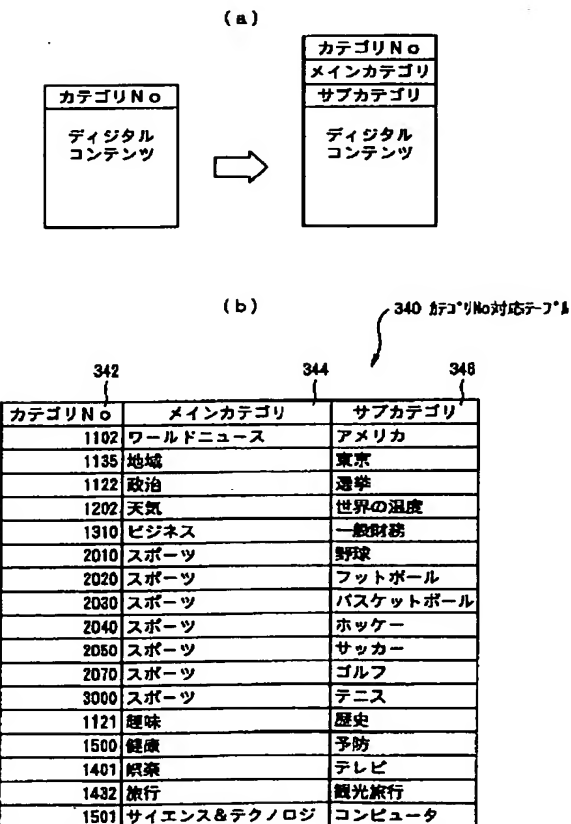 (a)
カテゴリNo
メインカテゴリ
カテゴリNo
サブカテゴリ
ディジタル
コンテンツ
ディジタル
コンテンツ
(b)
340 カテゴリNo対応テーブル
342
344
346
カテゴリNo メインカテゴリ サブカテゴリ
1102 ワールドニュース アメリカ
1135 地域 東京
1122 政治 選挙
1202 天気 世界の温度
1310 ビジネス 一般財務
2010 スポーツ 野球
2020 スポーツ フットボール
2030 スポーツ バスケットボール
2040 スポーツ ホッケー
2050 スポーツ サッカー
2070 スポーツ ゴルフ
3000 スポーツ テニス
1121 趣味 歴史
1500 健康 予防
1401 娯楽 テレビ
1432 旅行 観光旅行
1501 サイエンス&テクノロジ コンピュータ